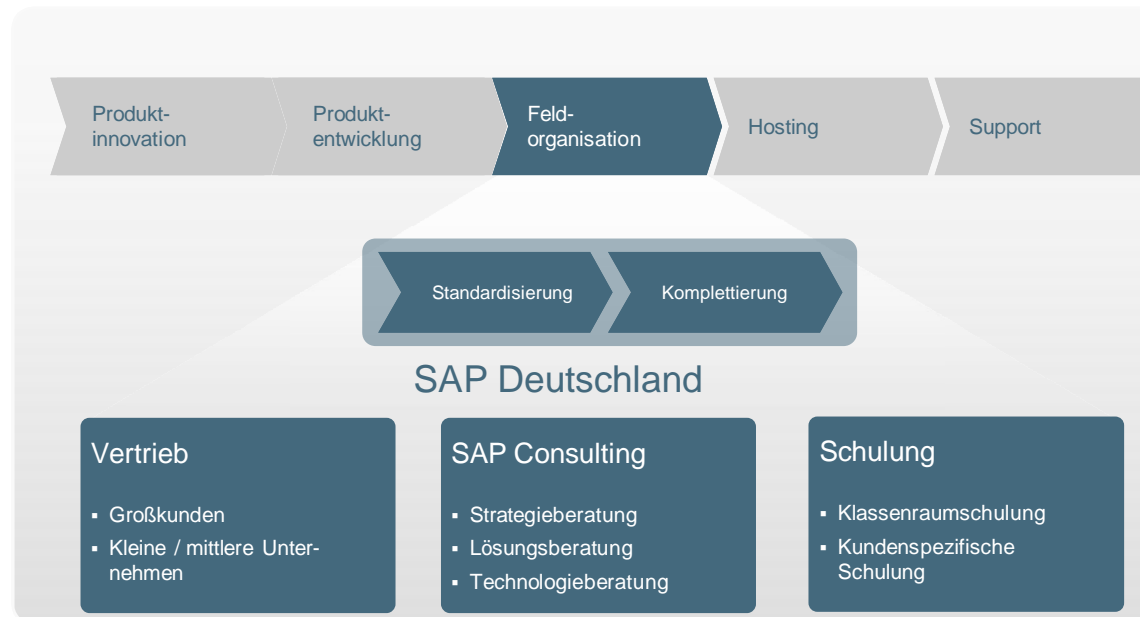 Produkt-
innovation
Produkt-
entwicklung
Feld-
organisation
Hosting
Support
Standardisierung
Komplettierung
SAP Deutschland
Vertrieb
▪ Großkunden
▪ Kleine / mittlere Unter-
nehmen
SAP Consulting
▪ Strategieberatung
▪ Lösungsberatung
▪ Technologieberatung
Schulung
▪ Klassenraumschulung
▪ Kundenspezifische
Schulung